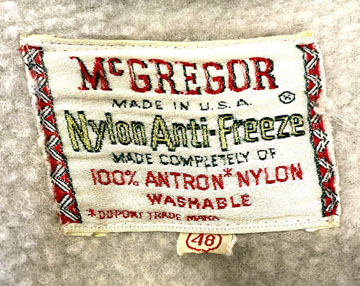 McGREGOR
MADE IN U.S.A. ®
Nylon Anti-Freeze
MADE COMPLETELY OF
100% ANTRON* NYLON
WASHABLE
*DUPONT TRADE MARK
48